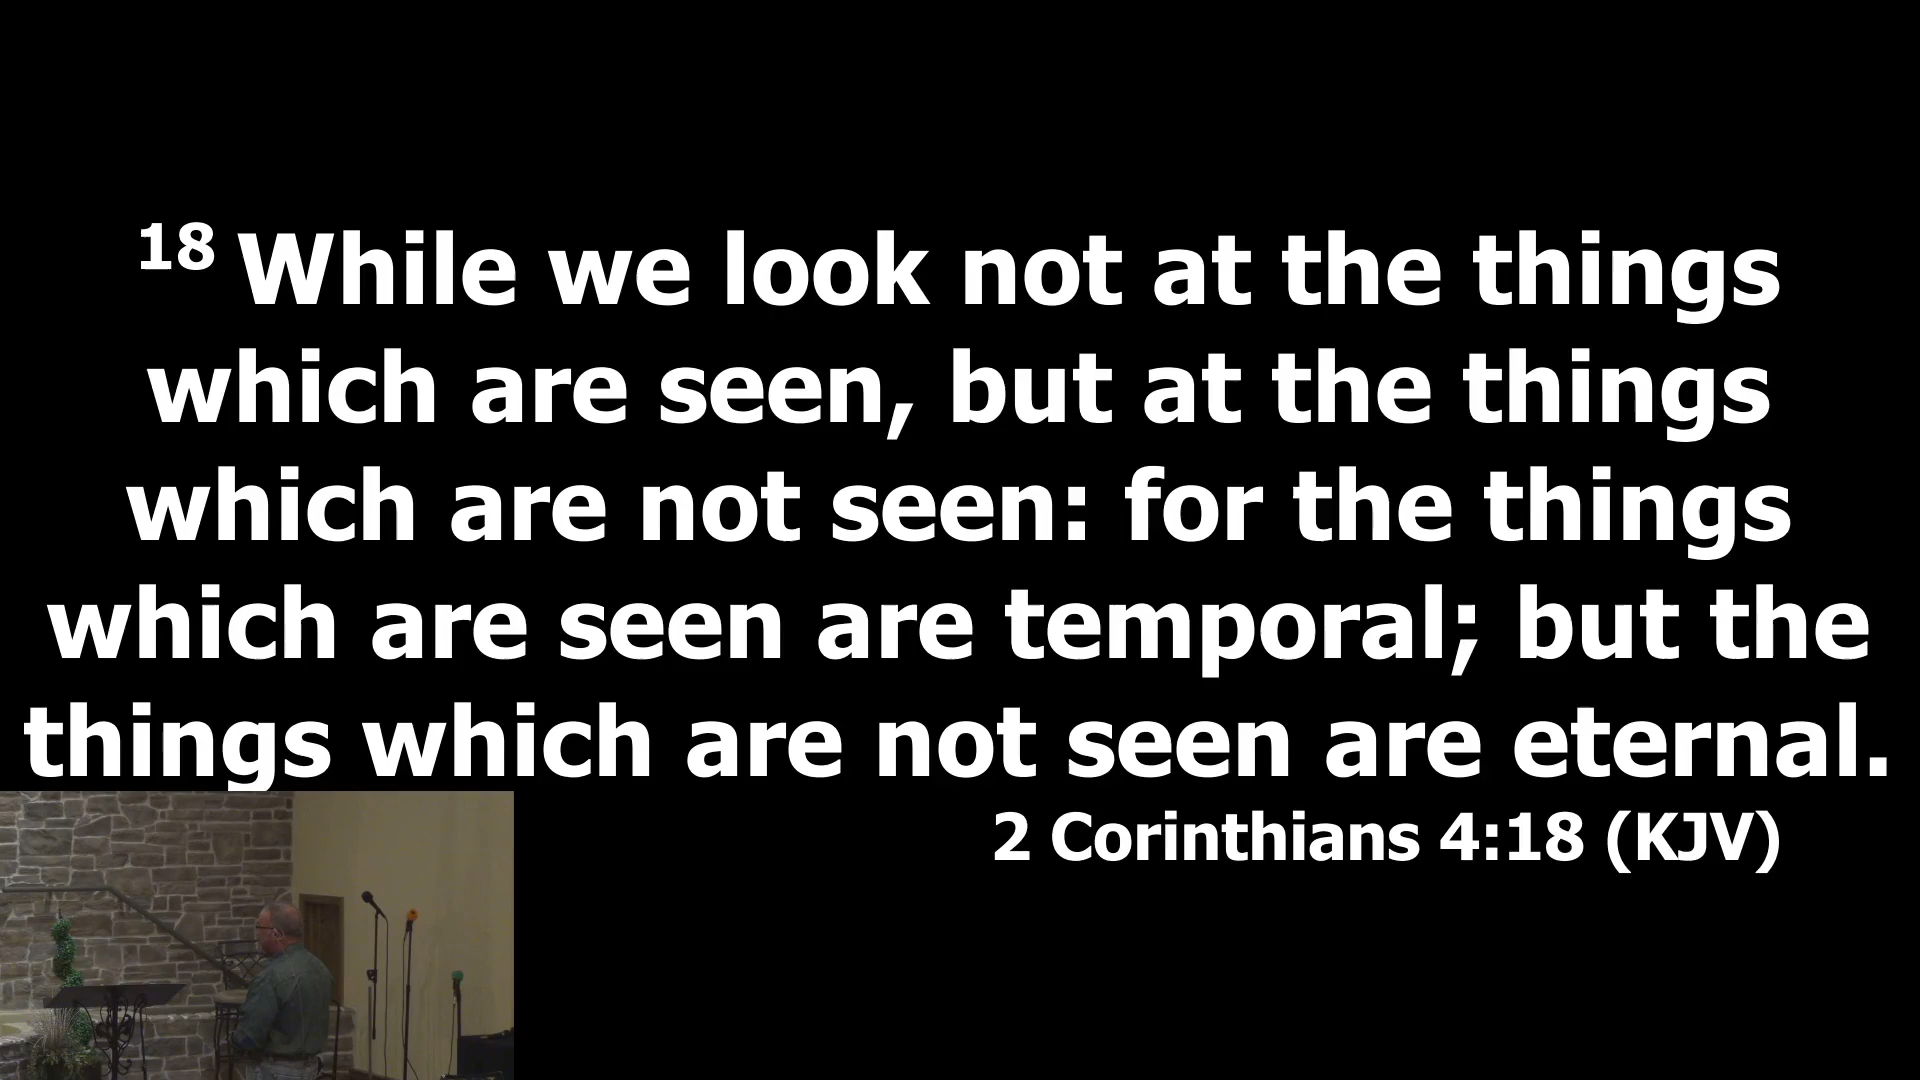 18 While we look not at the things
which are seen, but at the things
which are not seen: for the things
which are seen are temporal; but the
things which are not seen are eternal.
2 Corinthians 4:18 (KJV)